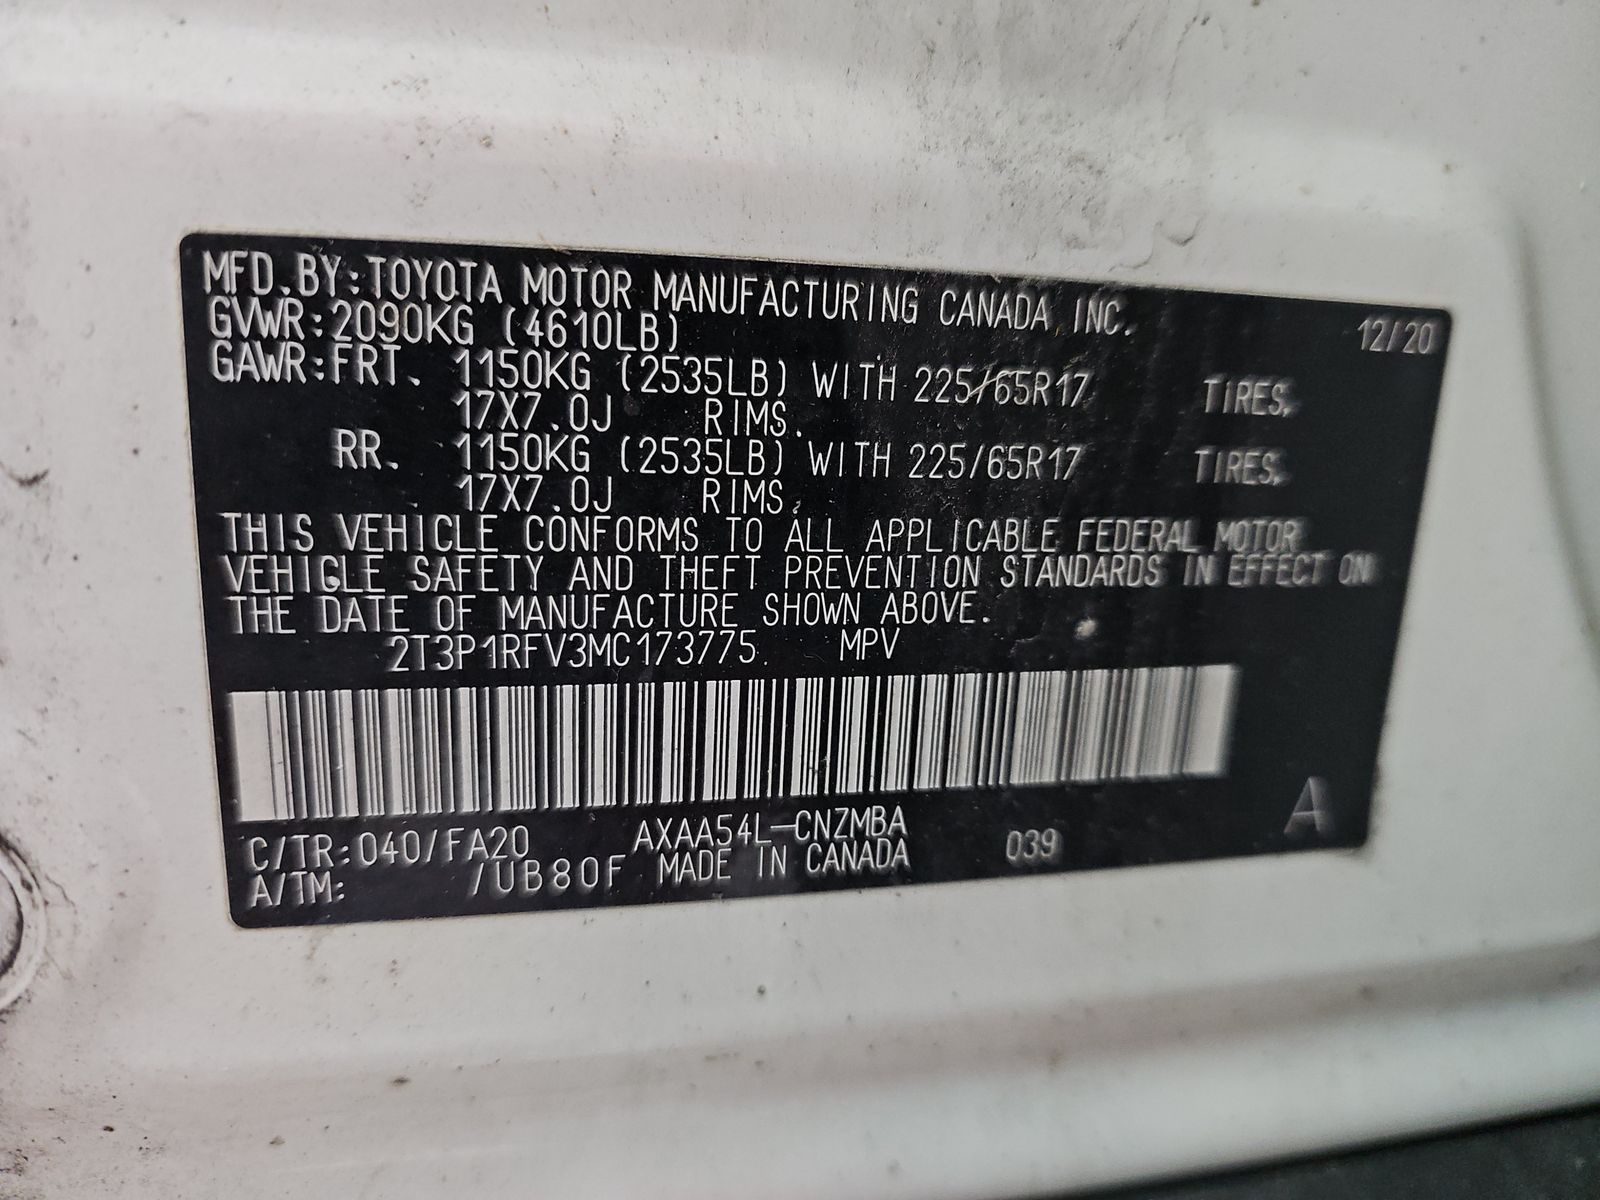 MFD. BY: TOYOTA MOTOR MANUFACTURING CANADA INC. 12/20
GVWR: 2090KG (4610LB)
GAWR: FRT. 1150KG (2535LB) WITH 225/65R17 TIRES,
17X7.0J RIMS.
RR. 1150KG (2535LB) WITH 225/65R17 TIRES,
17X7.0J RIMS.
THIS VEHICLE CONFORMS TO ALL APPLICABLE FEDERAL MOTOR
VEHICLE SAFETY AND THEFT PREVENTION STANDARDS IN EFFECT ON
THE DATE OF MANUFACTURE SHOWN ABOVE.
2T3P1RFV3MC173775 MPV
A
C/TR: 040/FA20 AXAA54L-CNZMBA
A/TM: /UB80F MADE IN CANADA 039